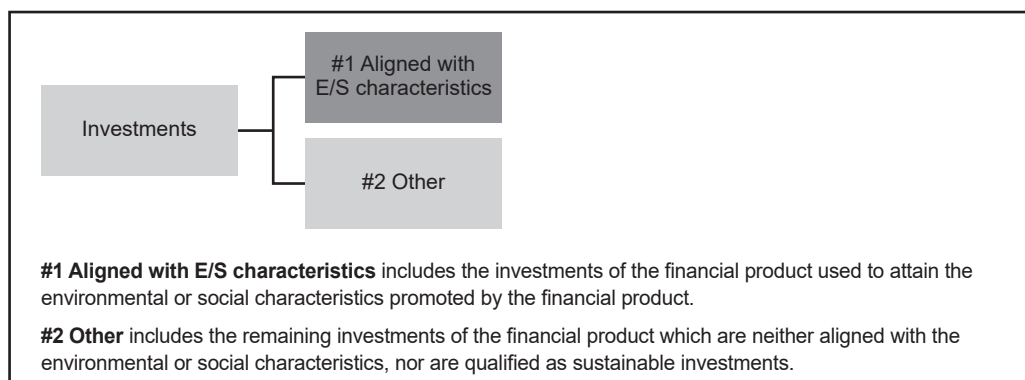 #1 Aligned with
E/S characteristics
Investments
#2 Other
#1 Aligned with E/S characteristics includes the investments of the financial product used to attain the
environmental or social characteristics promoted by the financial product.
#2 Other includes the remaining investments of the financial product which are neither aligned with the
environmental or social characteristics, nor are qualified as sustainable investments.